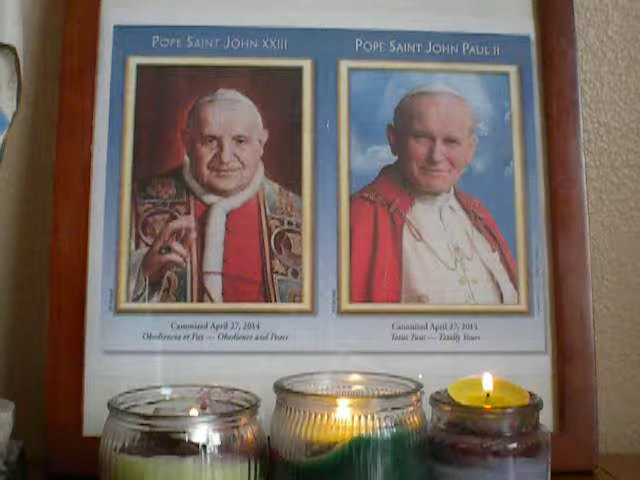 POPE SAINT JOHN XXIII
POPE SAINT JOHN PAUL II
Canonized April 27, 2014
Obedientia et Pax — Obedience and Peace
Canonized April 27, 2014
Totus Tuus — Totally Yours